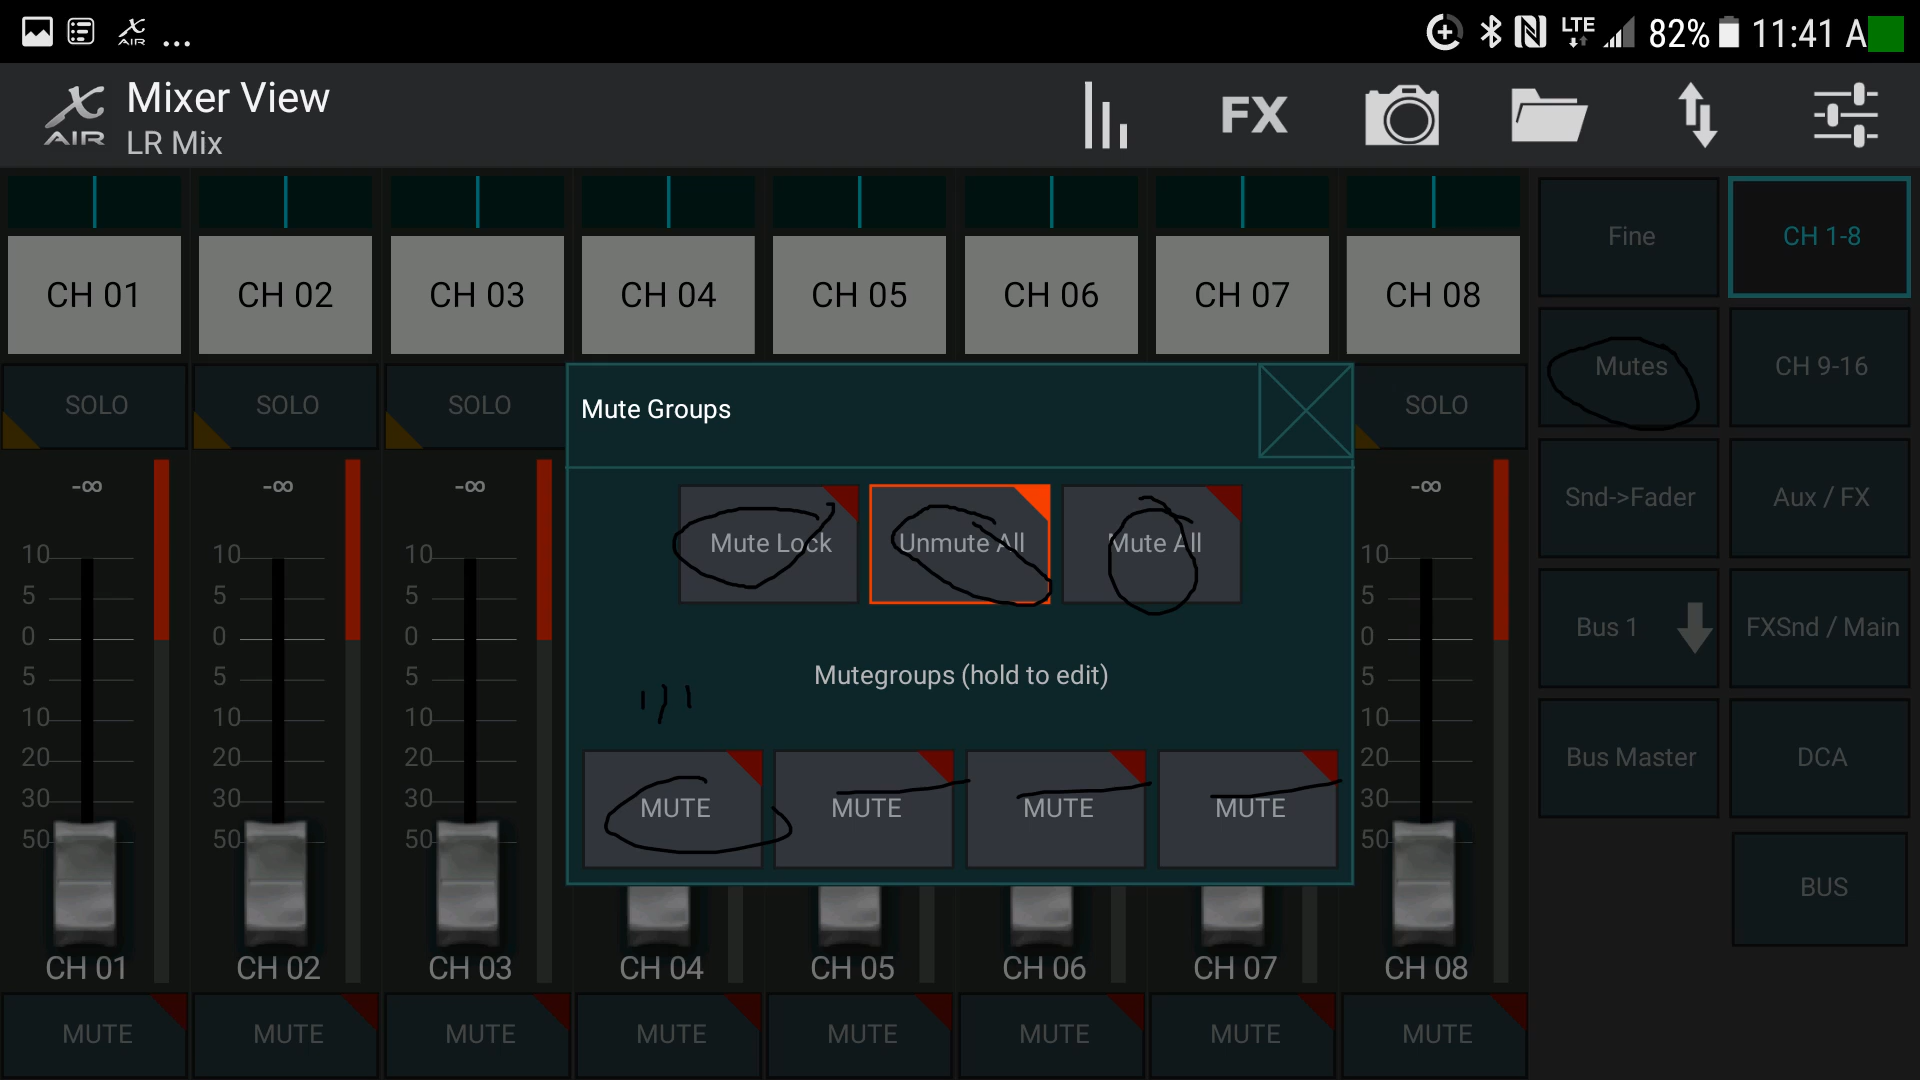 ... LTE 82% 11:41 A
Mixer View
X AIR
LR Mix
FX
CH 01 CH 02 CH 03 CH 04 CH 05 CH 06 CH 07 CH 08
Fine CH 1-8
Mutes CH 9-16
SOLO SOLO SOLO SOLO
Mute Groups
-∞ -∞ -∞ -∞
Snd->Fader Aux / FX
Mute Lock Unmute All Mute All
10 10 10 10
5 5 5 5
0 0 0 0
Bus 1 FXSnd / Main
5 5 5 5
Mutegroups (hold to edit)
10 10 10 10
20 20 20 20
Bus Master DCA
30 30 30 30
MUTE MUTE MUTE MUTE
50 50 50 50
BUS
CH 01 CH 02 CH 03 CH 04 CH 05 CH 06 CH 07 CH 08
MUTE MUTE MUTE MUTE MUTE MUTE MUTE MUTE